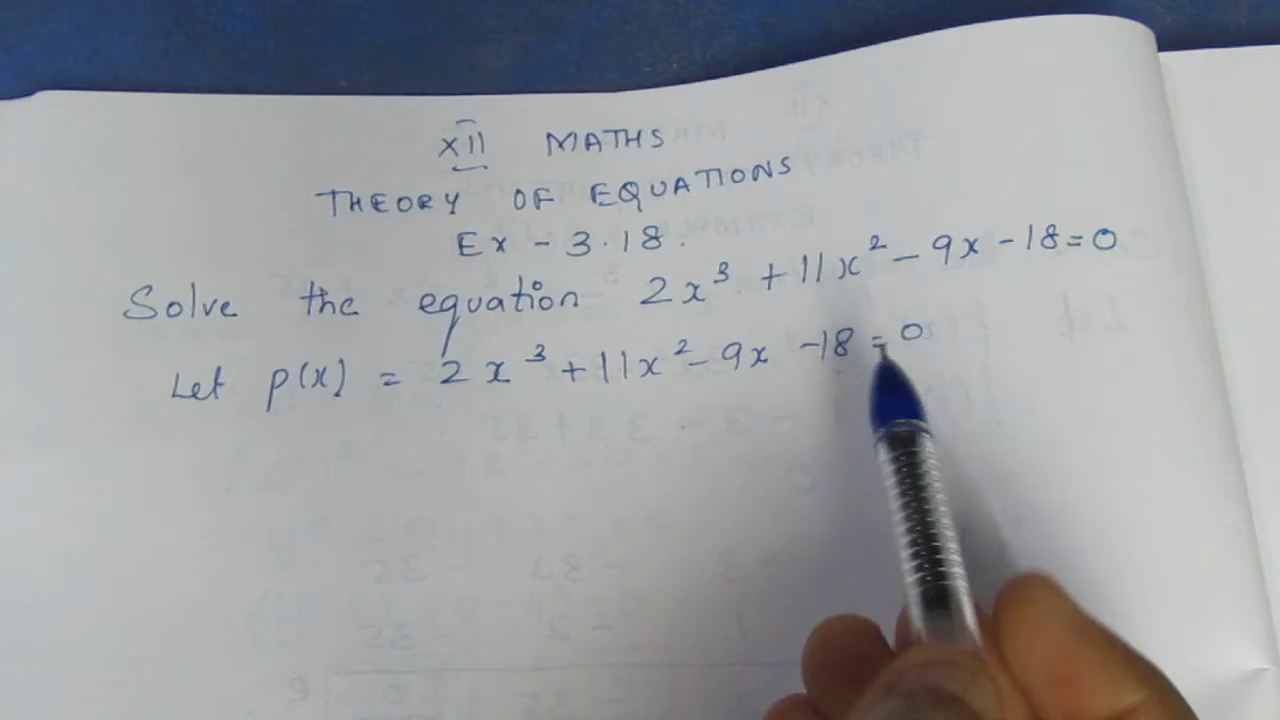 XII MATHS
THEORY OF EQUATIONS
Ex - 3.18.
Solve the equation 2x³ + 11x² - 9x - 18 = 0
Let p(x) = 2x³ + 11x² - 9x - 18 = 0